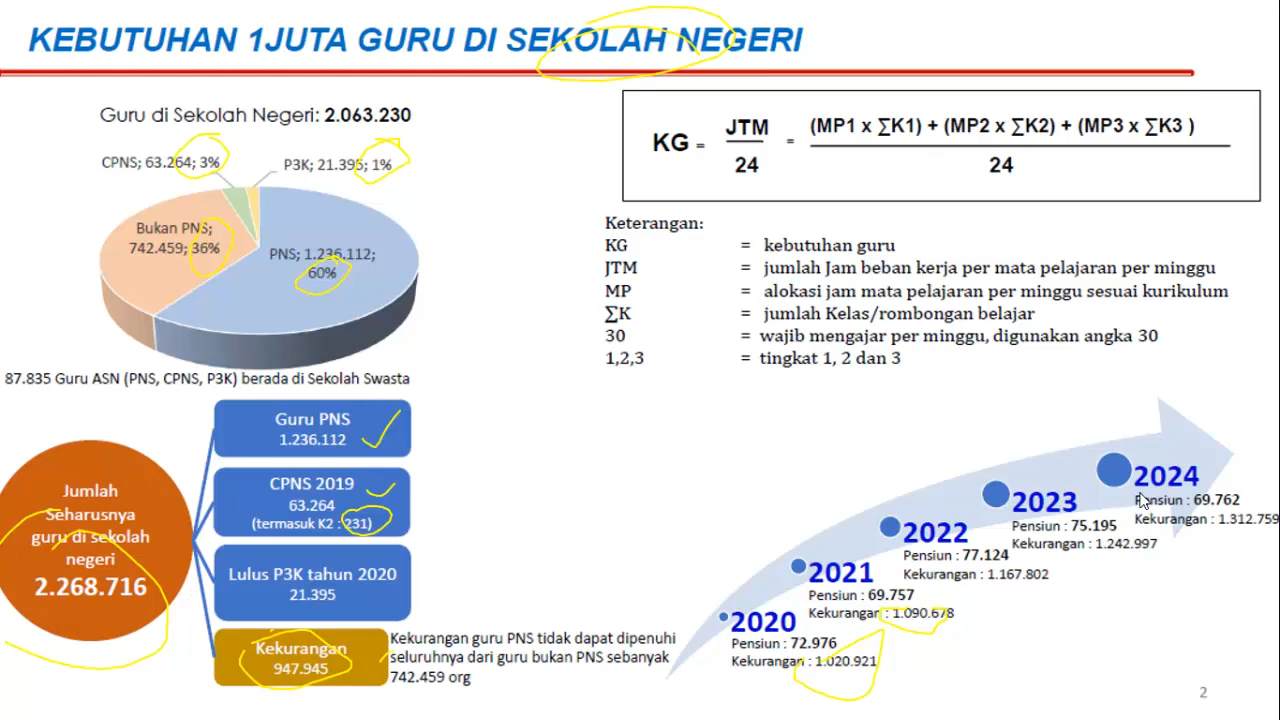 KEBUTUHAN 1JUTA GURU DI SEKOLAH NEGERI
Guru di Sekolah Negeri: 2.063.230
CPNS; 63.264; 3%
P3K; 21.395; 1%
Bukan PNS;
742.459; 36%
PNS; 1.236.112;
60%
87.835 Guru ASN (PNS, CPNS, P3K) berada di Sekolah Swasta
KG = JTM / 24 = (MP1 x ∑K1) + (MP2 x ∑K2) + (MP3 x ∑K3 ) / 24
Keterangan:
KG = kebutuhan guru
JTM = jumlah Jam beban kerja per mata pelajaran per minggu
MP = alokasi jam mata pelajaran per minggu sesuai kurikulum
∑K = jumlah Kelas/rombongan belajar
30 = wajib mengajar per minggu, digunakan angka 30
1,2,3 = tingkat 1, 2 dan 3
Jumlah
Seharusnya
guru di sekolah
negeri
2.268.716
Guru PNS
1.236.112
CPNS 2019
63.264
(termasuk K2 : 231)
Lulus P3K tahun 2020
21.395
Kekurangan
947.945
Kekurangan guru PNS tidak dapat dipenuhi
seluruhnya dari guru bukan PNS sebanyak
742.459 org
2020
Pensiun : 72.976
Kekurangan : 1.020.921
2021
Pensiun : 69.757
Kekurangan : 1.090.678
2022
Pensiun : 77.124
Kekurangan : 1.167.802
2023
Pensiun : 75.195
Kekurangan : 1.242.997
2024
Pensiun : 69.762
Kekurangan : 1.312.759
2